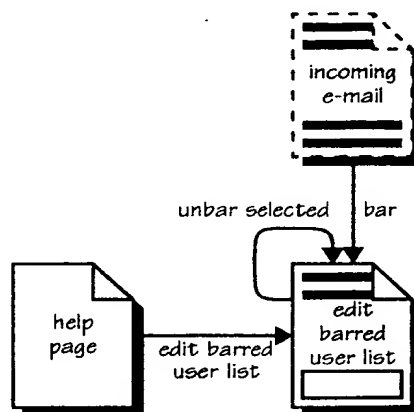 incoming
e-mail
unbar selected
bar
help
page
edit barred
user list
edit
barred
user list